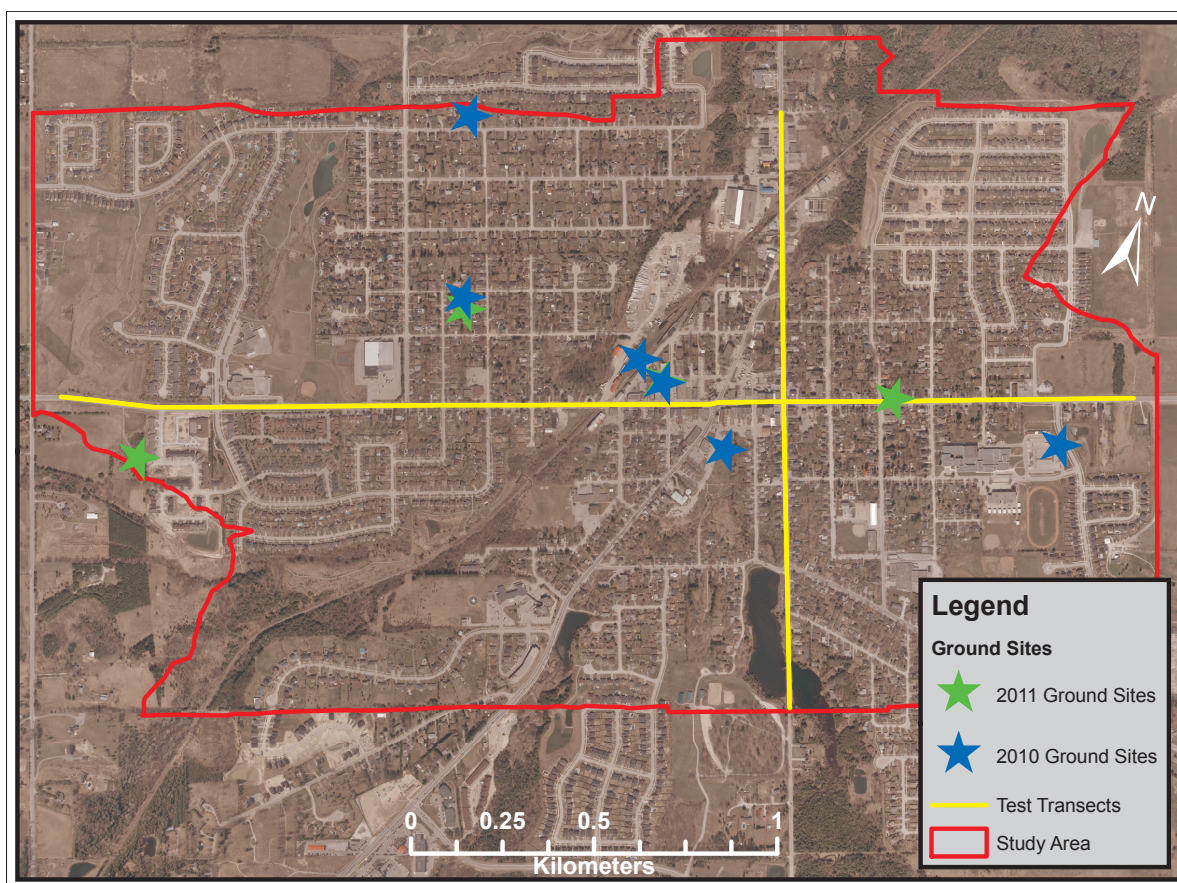 N
Legend
Ground Sites
2011 Ground Sites
2010 Ground Sites
Test Transects
Study Area
0 0.25 0.5 1
Kilometers